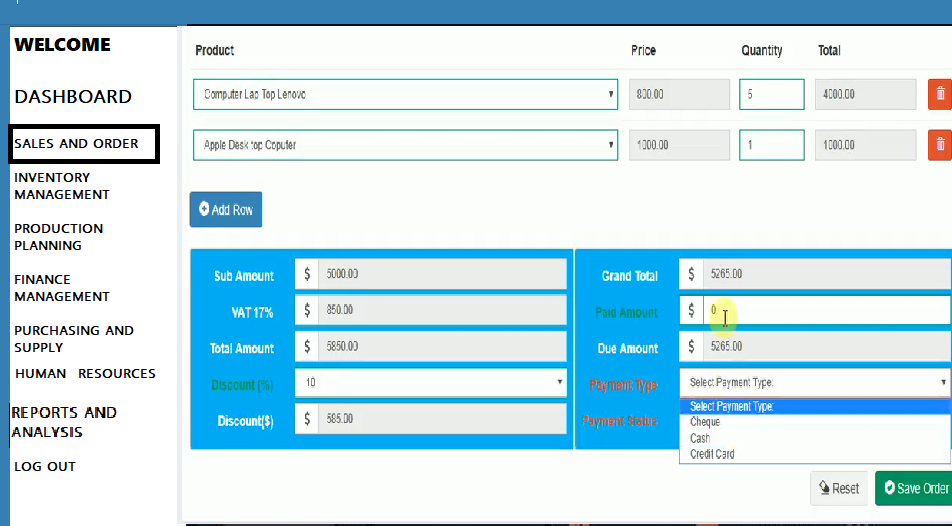 WELCOME
DASHBOARD
SALES AND ORDER
INVENTORY
MANAGEMENT
PRODUCTION
PLANNING
FINANCE
MANAGEMENT
PURCHASING AND
SUPPLY
HUMAN RESOURCES
REPORTS AND
ANALYSIS
LOG OUT
Product Price Quantity Total
Computer Lap Top Lenovo 800.00 5 4000.00
Apple Desk top Coputer 1000.00 1 1000.00
Add Row
Sub Amount $ 5000.00
VAT 17% $ 850.00
Total Amount $ 5850.00
Discount (%) 10
Discount($) $ 585.00
Grand Total $ 5265.00
Paid Amount $ 0
Due Amount $ 5265.00
Payment Type Select Payment Type:
Payment Status
Select Payment Type:
Cheque
Cash
Credit Card
Reset Save Order